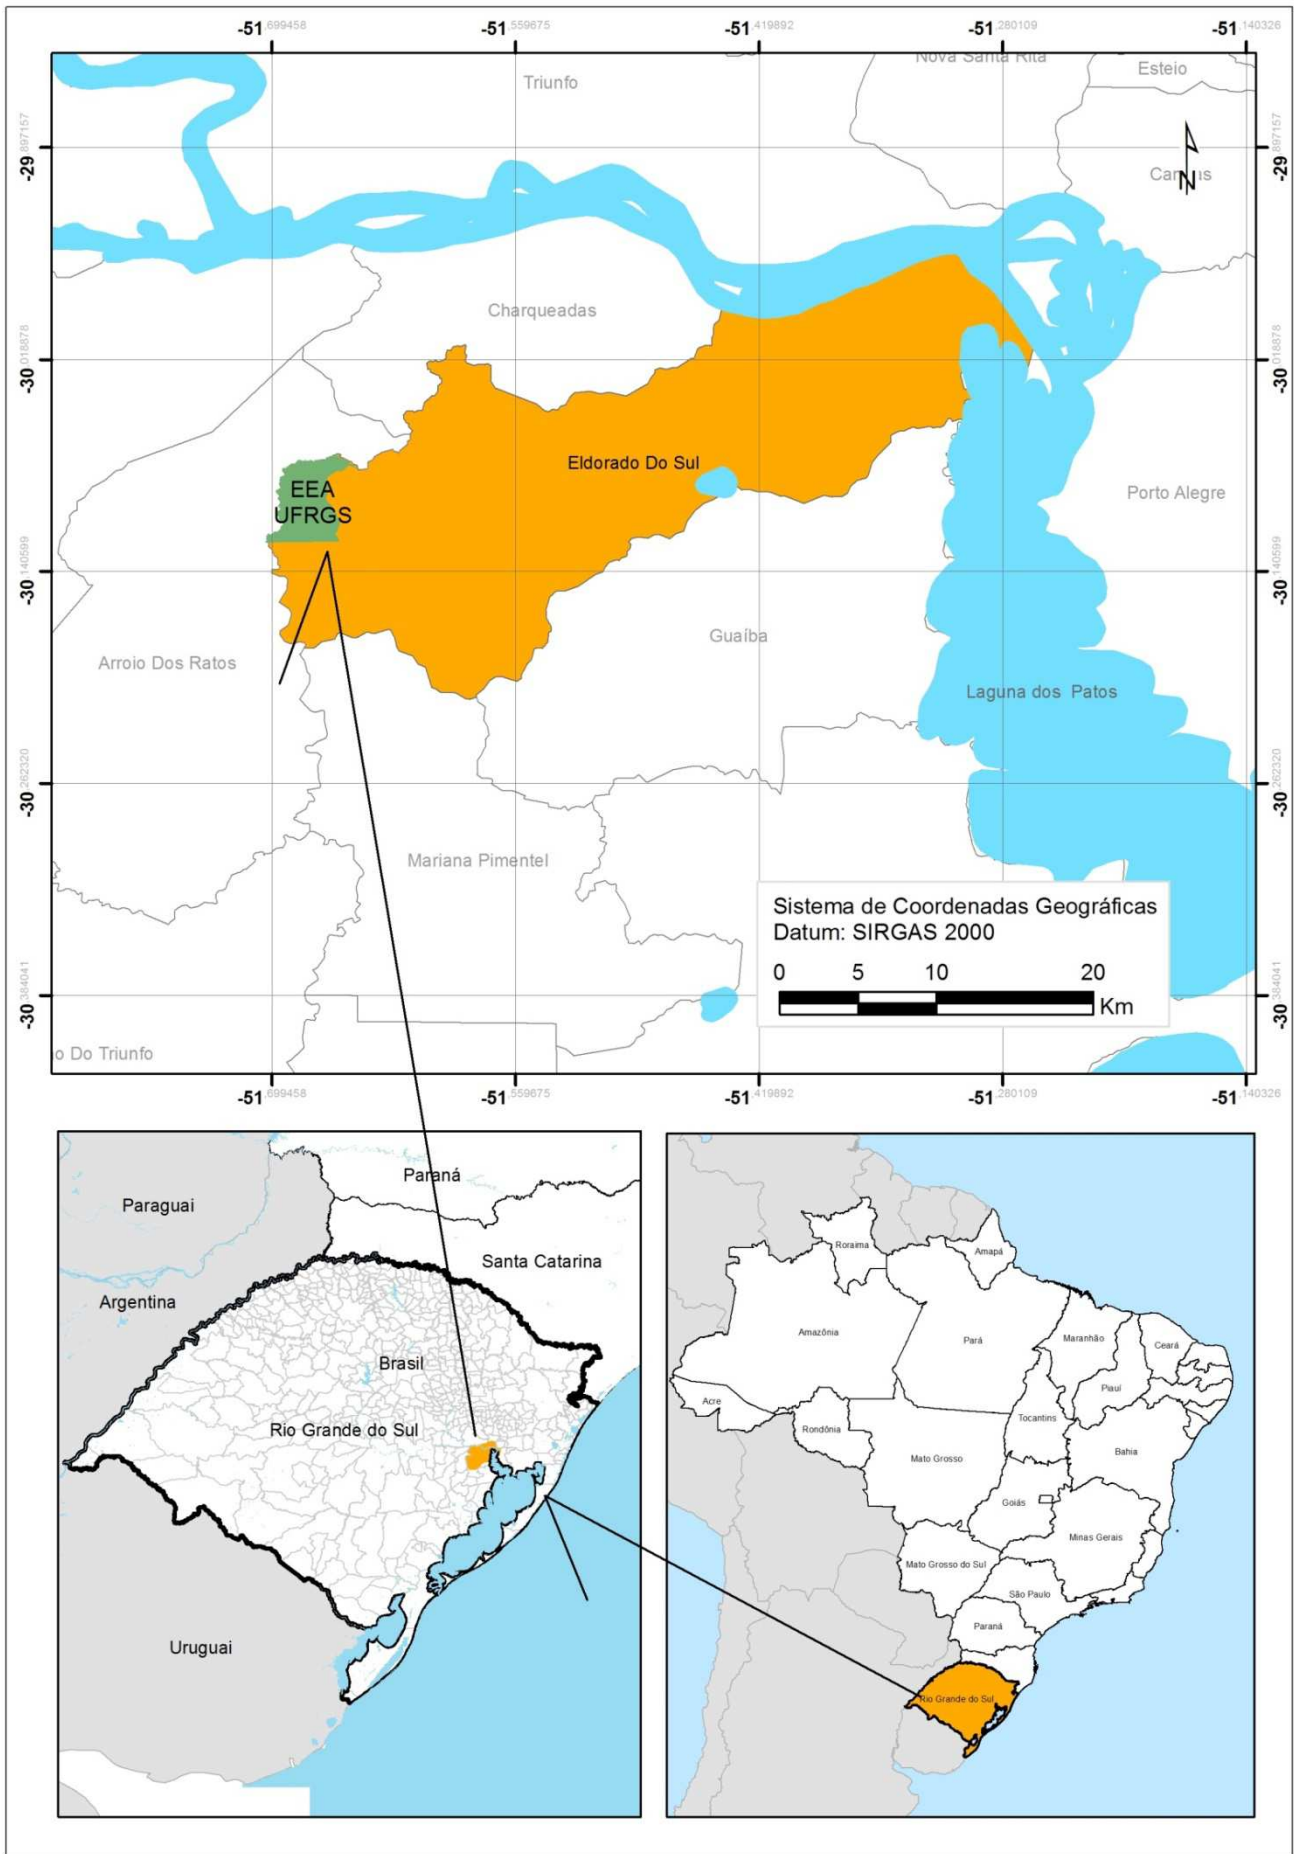 -51,699458
-51,559675
-51,419892
-51,280109
-51,140326
Nova Santa Rita
Esteio
Triunfo
-29,897157
-29,897157
N
Charqueadas
-30,018878
-30,018878
Eldorado Do Sul
EEA
UFRGS
Porto Alegre
-30,140599
-30,140599
Guaíba
Arroio Dos Ratos
Laguna dos Patos
-30,262320
-30,262320
Mariana Pimentel
Sistema de Coordenadas Geográficas
Datum: SIRGAS 2000
0 5 10 20
Km
-30,384041
-30,384041
o Do Triunfo
-51,699458
-51,559675
-51,419892
-51,280109
-51,140326
Paraná
Paraguai
Santa Catarina
Argentina
Brasil
Rio Grande do Sul
Uruguai
Roraima
Amapá
Amazônia
Pará
Maranhão
Ceará
Piauí
Acre
Rondônia
Tocantins
Bahia
Mato Grosso
Goiás
Minas Gerais
Mato Grosso do Sul
São Paulo
Paraná
Rio Grande do Sul